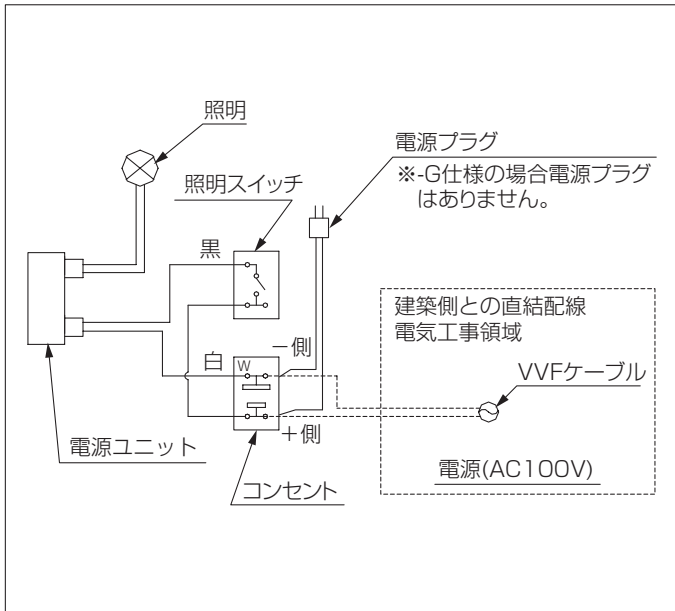 照明
電源プラグ
※-G仕様の場合電源プラグ
はありません。
照明スイッチ
黒
建築側との直結配線
電気工事領域
白
W
−側
VVFケーブル
+側
電源ユニット
電源(AC100V)
コンセント